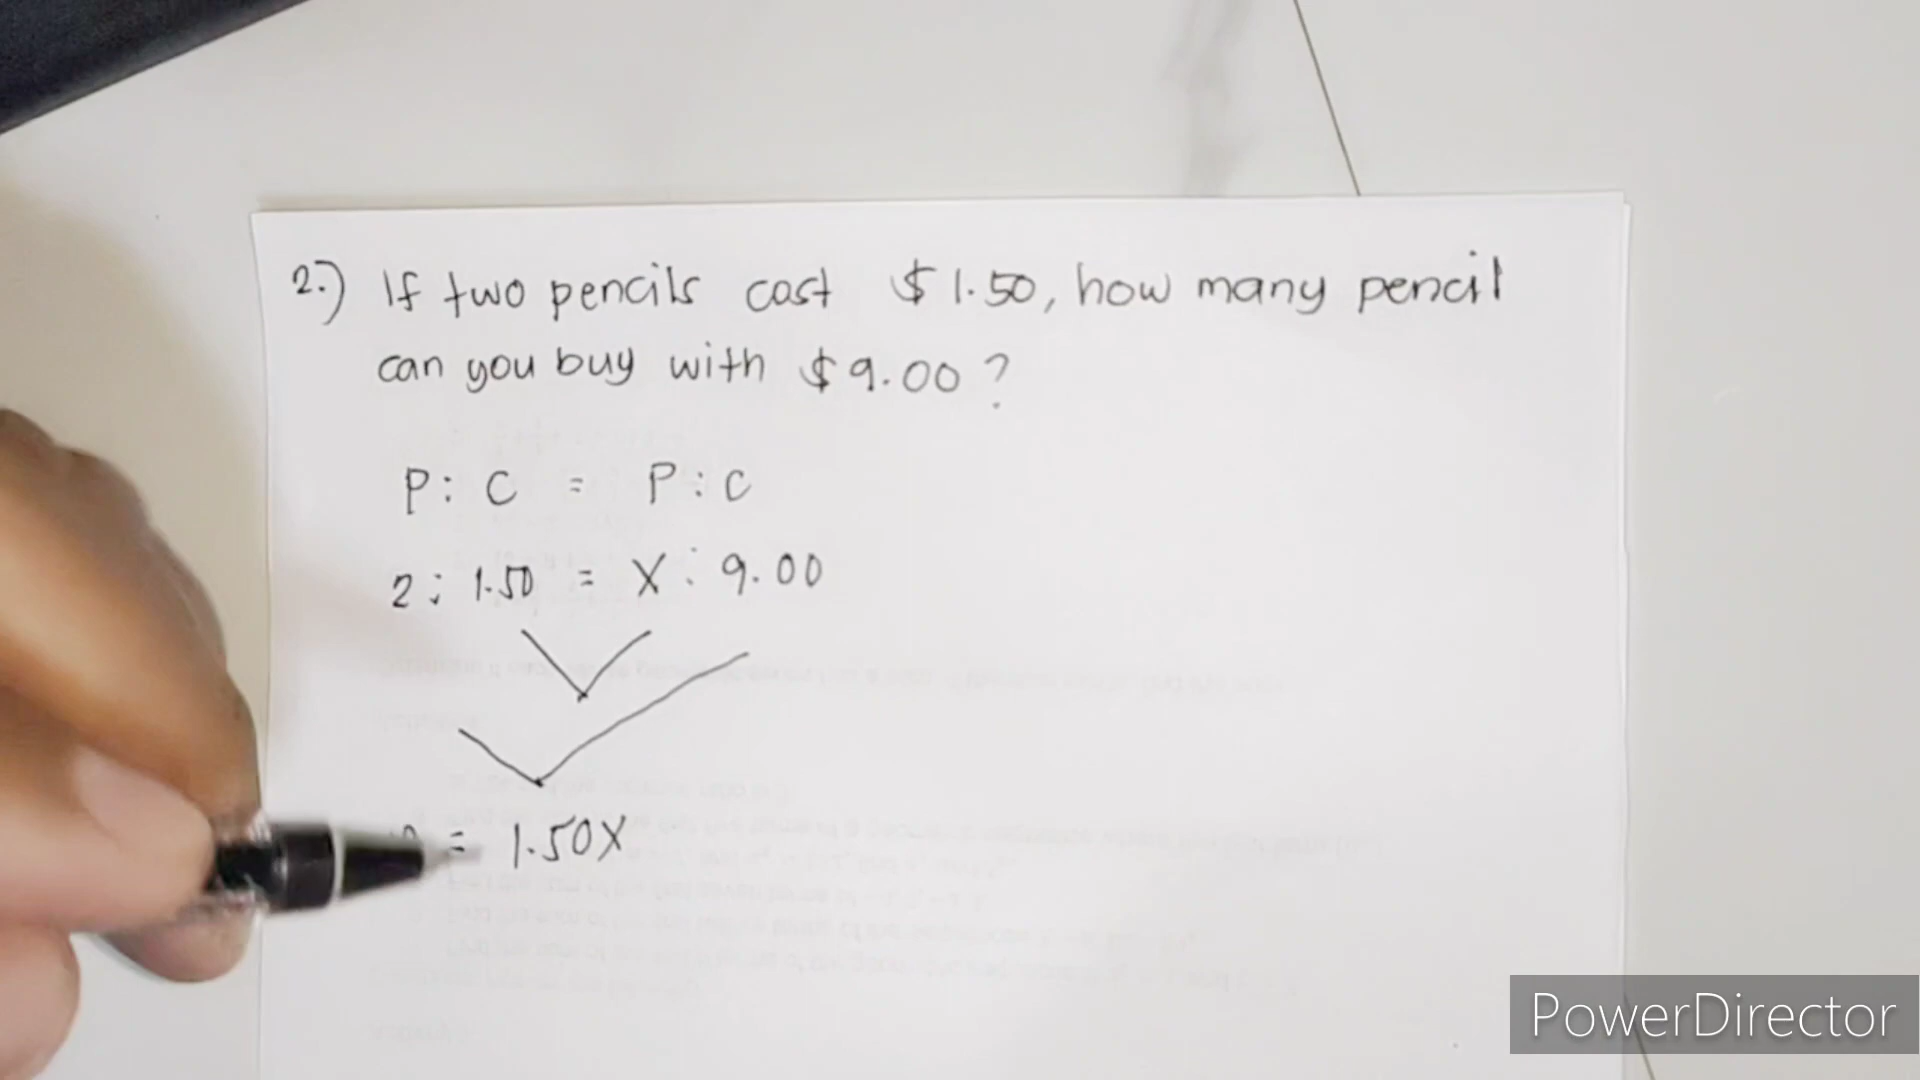 2.) If two pencils cost $1.50, how many pencil
can you buy with $9.00?
P: C = P:C
2: 1.50 = X: 9.00
= 1.50X
PowerDirector